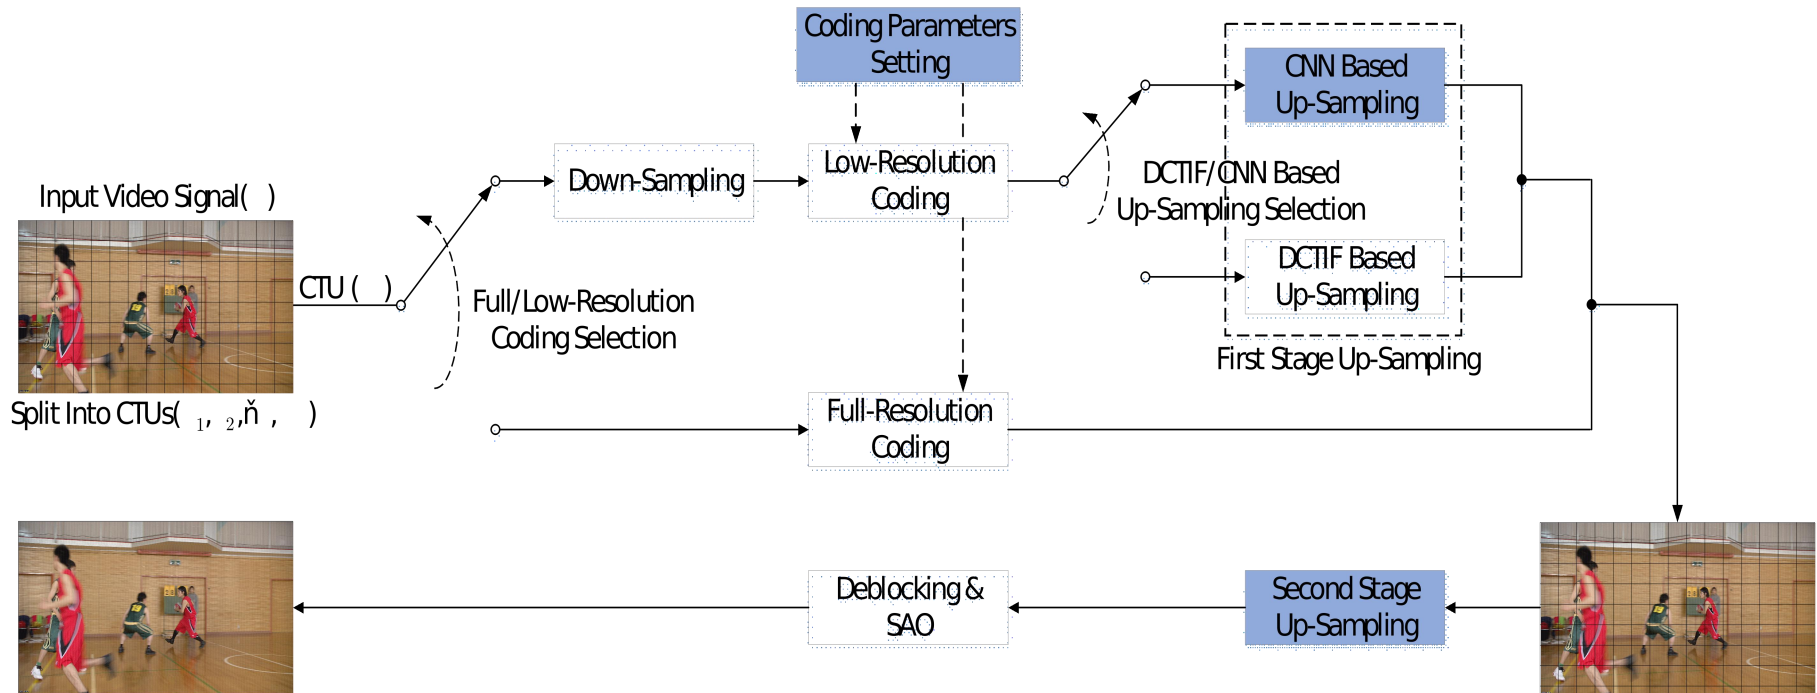 Coding Parameters
Setting
CNN Based
Up-Sampling
Low-Resolution
Coding
Down-Sampling
DCTIF/CNN Based
Up-Sampling Selection
Input Video Signal( )
CTU ( )
Full/Low-Resolution
Coding Selection
DCTIF Based
Up-Sampling
First Stage Up-Sampling
Split Into CTUs( 1, 2,ň , )
Full-Resolution
Coding
Deblocking &
SAO
Second Stage
Up-Sampling